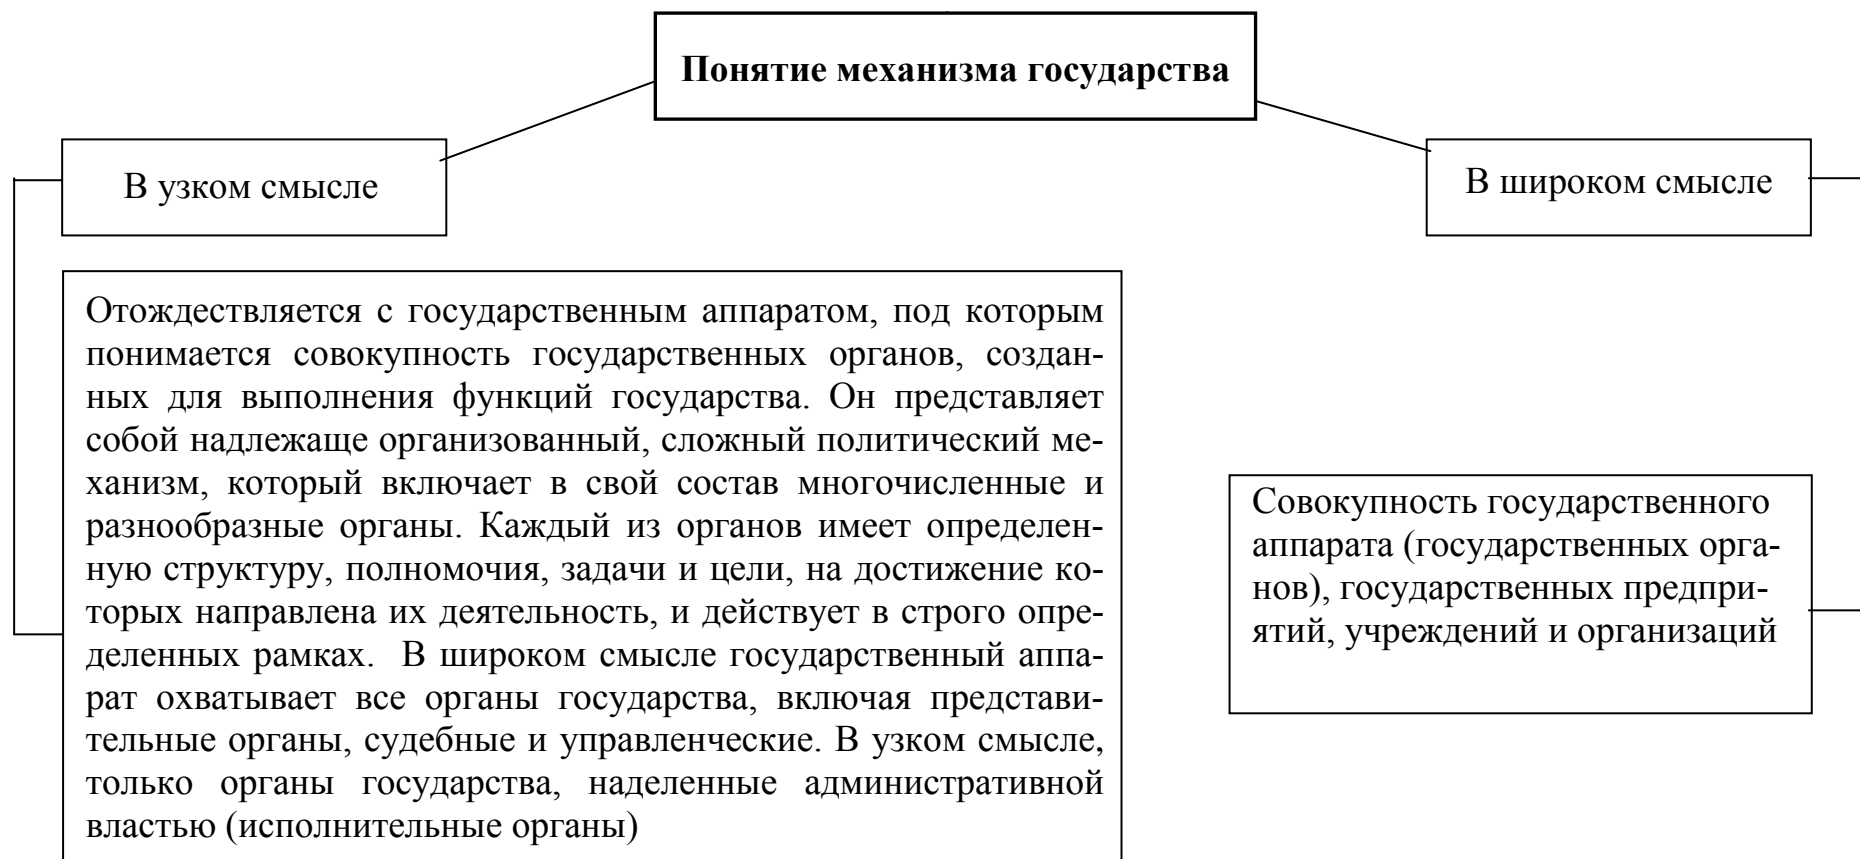 Понятие механизма государства
В узком смысле
В широком смысле
Отождествляется с государственным аппаратом, под которым
понимается совокупность государственных органов, создан-
ных для выполнения функций государства. Он представляет
собой надлежаще организованный, сложный политический ме-
ханизм, который включает в свой состав многочисленные и
разнообразные органы. Каждый из органов имеет определен-
ную структуру, полномочия, задачи и цели, на достижение ко-
торых направлена их деятельность, и действует в строго опре-
деленных рамках.  В широком смысле государственный аппа-
рат охватывает все органы государства, включая представи-
тельные органы, судебные и управленческие. В узком смысле,
только органы государства, наделенные административной
властью (исполнительные органы)
Совокупность государственного
аппарата (государственных орга-
нов), государственных предпри-
ятий, учреждений и организаций